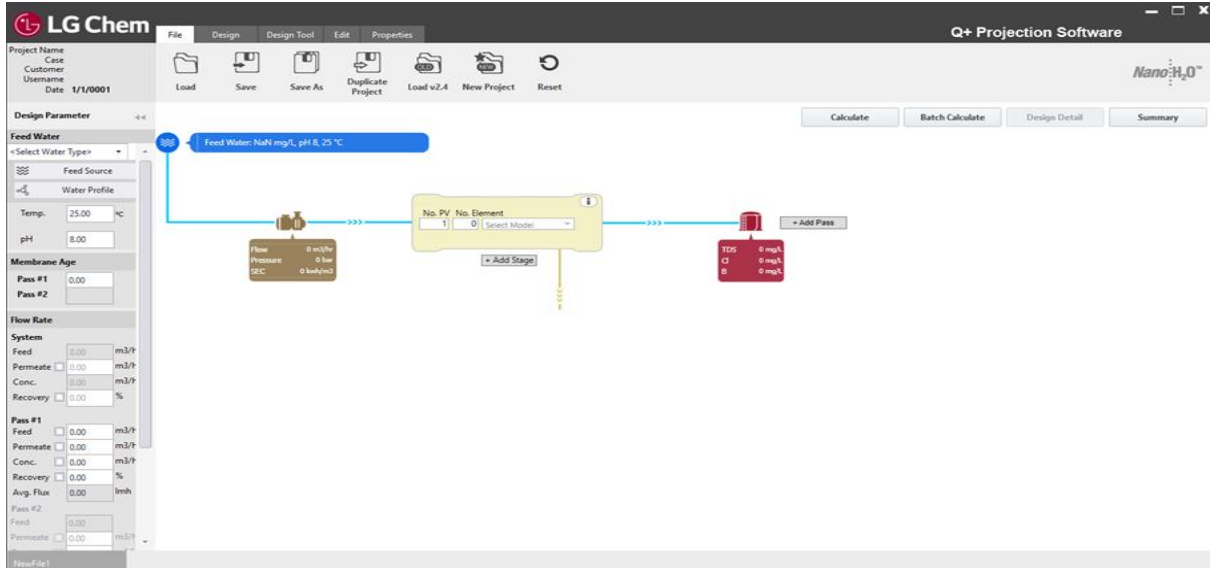 LG Chem
File Design Design Tool Edit Properties
Q+ Projection Software
Project Name
Case
Customer
Username
Date 1/1/0001
Load
Save
Save As
Duplicate
Project
Load v2.4
New Project
Reset
OLD
NEW
NanoH₂O™
Design Parameter
Calculate
Batch Calculate
Design Detail
Summary
Feed Water
<Select Water Type>
Feed Source
Water Profile
Temp. 25.00 °C
pH 8.00
Feed Water: NaN mg/L, pH 8, 25 °C
No. PV No. Element
1 0 Select Model
i
+ Add Stage
+ Add Pass
Flow 0 m3/hr
Pressure 0 bar
SEC 0 kwh/m3
TDS 0 mg/L
Cl 0 mg/L
B 0 mg/L
Membrane Age
Pass #1 0.00
Pass #2
Flow Rate
System
Feed 0.00 m3/h
Permeate 0.00 m3/h
Conc. 0.00 m3/h
Recovery 0.00 %
Pass #1
Feed 0.00 m3/h
Permeate 0.00 m3/h
Conc. 0.00 m3/h
Recovery 0.00 %
Avg. Flux 0.00 lmh
Pass #2
Feed 0.00
Permeate 0.00 m3/h
NewFile1